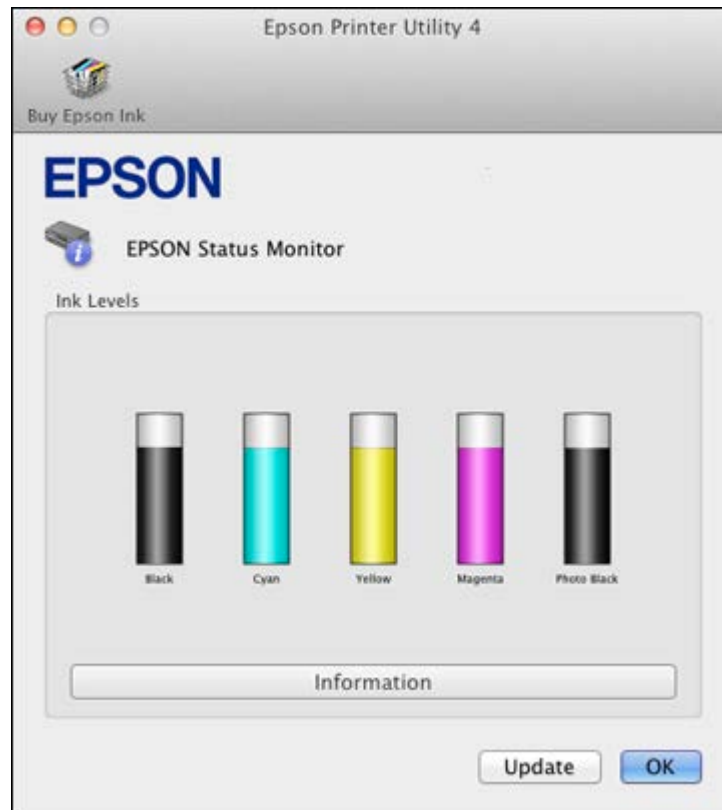 Epson Printer Utility 4
Buy Epson Ink
EPSON
EPSON Status Monitor
Ink Levels
Black Cyan Yellow Magenta Photo Black
Information
Update OK